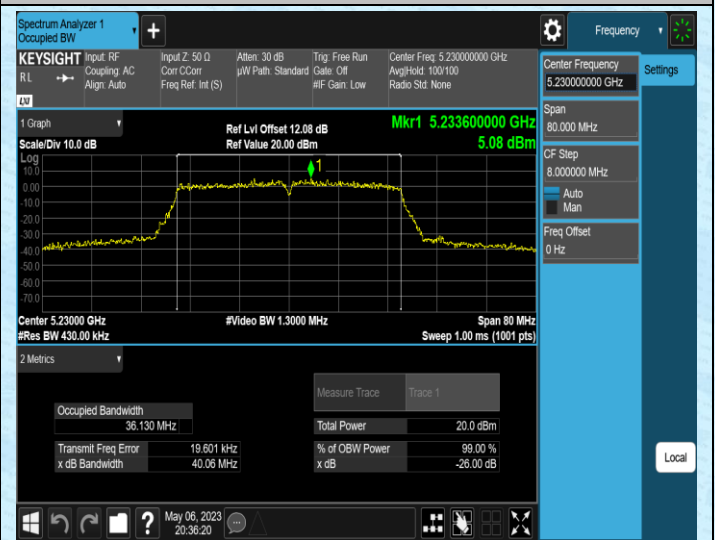 Spectrum Analyzer 1
Occupied BW
Frequency
KEYSIGHT
Input: RF
Coupling: AC
Align: Auto
Input Z: 50 Ω
Corr CCorr
Freq Ref: Int (S)
Atten: 30 dB
µW Path: Standard
Trig: Free Run
Gate: Off
#IF Gain: Low
Center Freq: 5.230000000 GHz
Avg|Hold: 100/100
Radio Std: None
R L
LXI
Center Frequency
5.230000000 GHz
Settings
Span
80.000 MHz
CF Step
8.000000 MHz
Auto
Man
Freq Offset
0 Hz
1 Graph
Scale/Div 10.0 dB
Ref Lvl Offset 12.08 dB
Ref Value 20.00 dBm
Mkr1 5.233600000 GHz
5.08 dBm
Log
10.0
0.00
-10.0
-20.0
-30.0
-40.0
-50.0
-60.0
-70.0
1
Center 5.23000 GHz
#Video BW 1.3000 MHz
Span 80 MHz
#Res BW 430.00 kHz
Sweep 1.00 ms (1001 pts)
2 Metrics
Measure Trace
Trace 1
Occupied Bandwidth
36.130 MHz
Total Power
20.0 dBm
Transmit Freq Error
19.601 kHz
% of OBW Power
99.00 %
x dB Bandwidth
40.06 MHz
x dB
-26.00 dB
Local
?
May 06, 2023
20:36:20